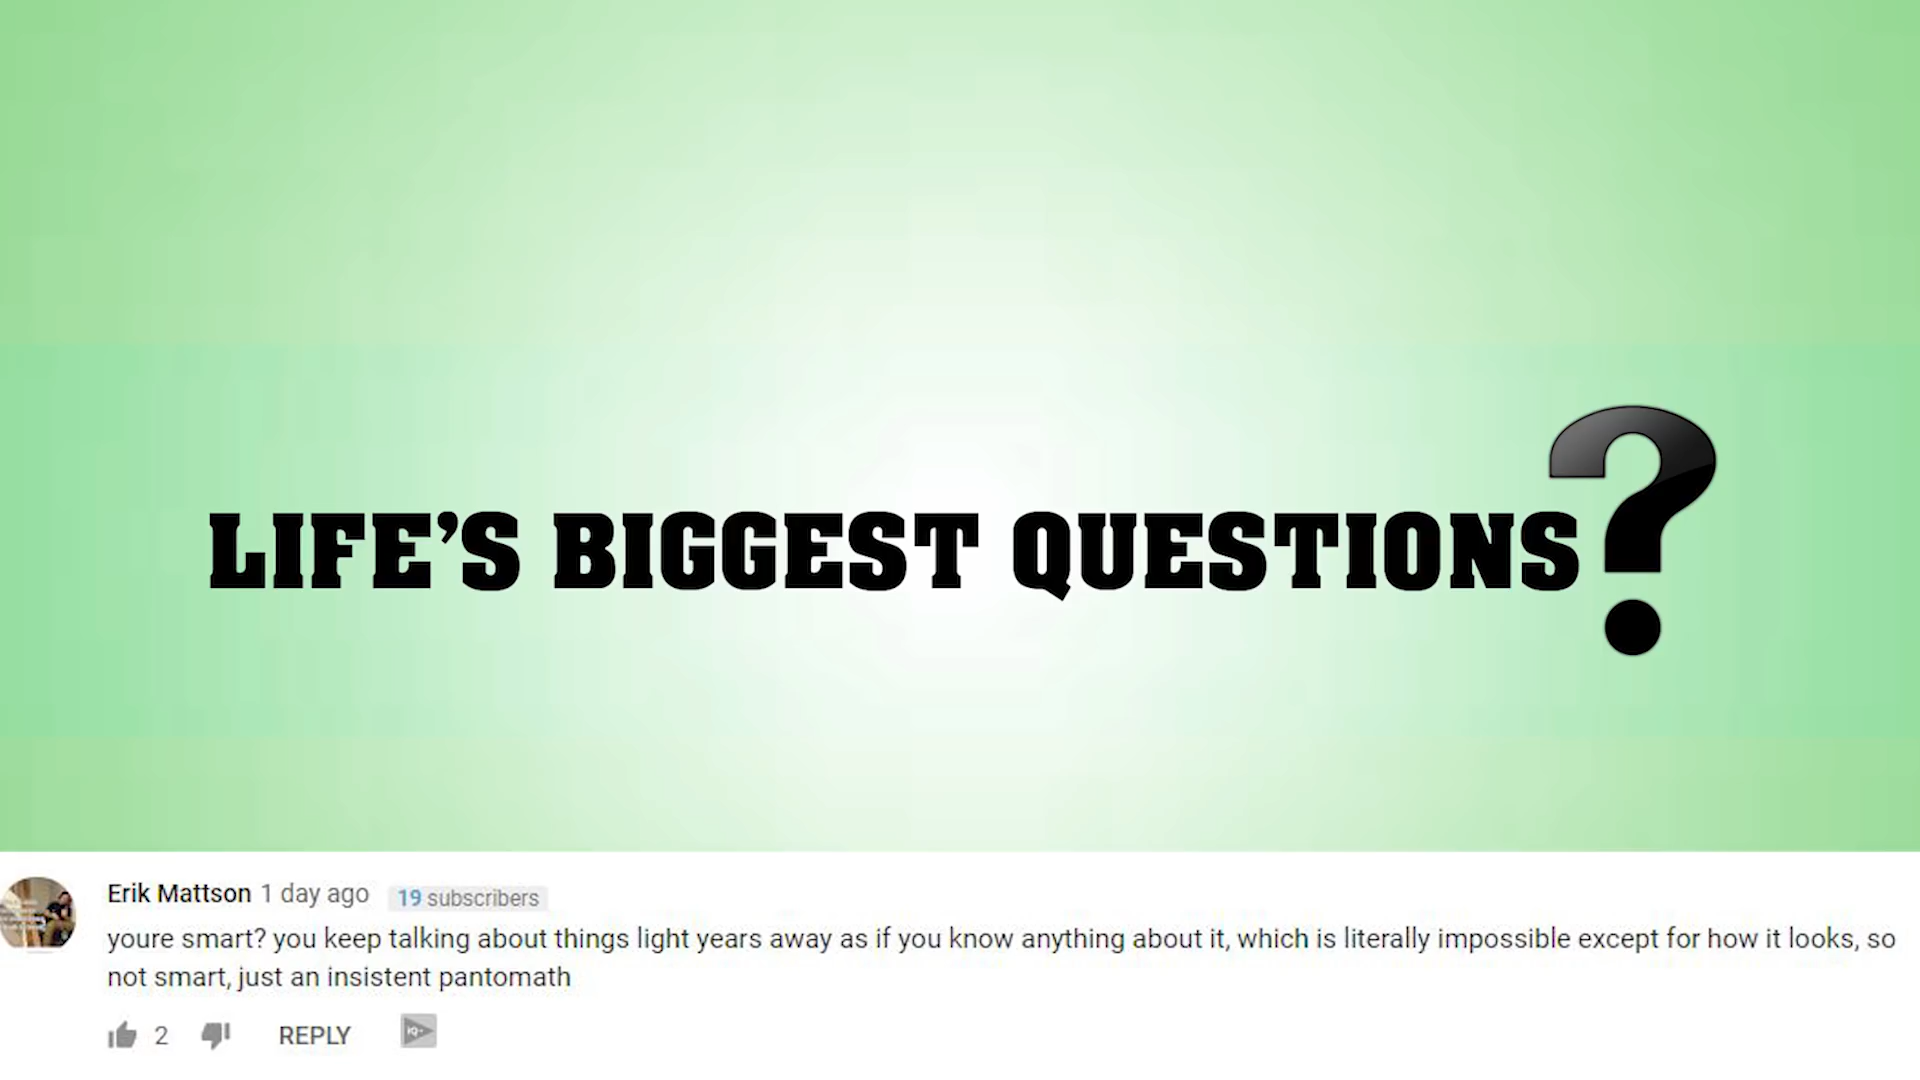 LIFE'S BIGGEST QUESTIONS?
Erik Mattson 1 day ago 19 subscribers
youre smart? you keep talking about things light years away as if you know anything about it, which is literally impossible except for how it looks, so
not smart, just an insistent pantomath
2 REPLY IQ+